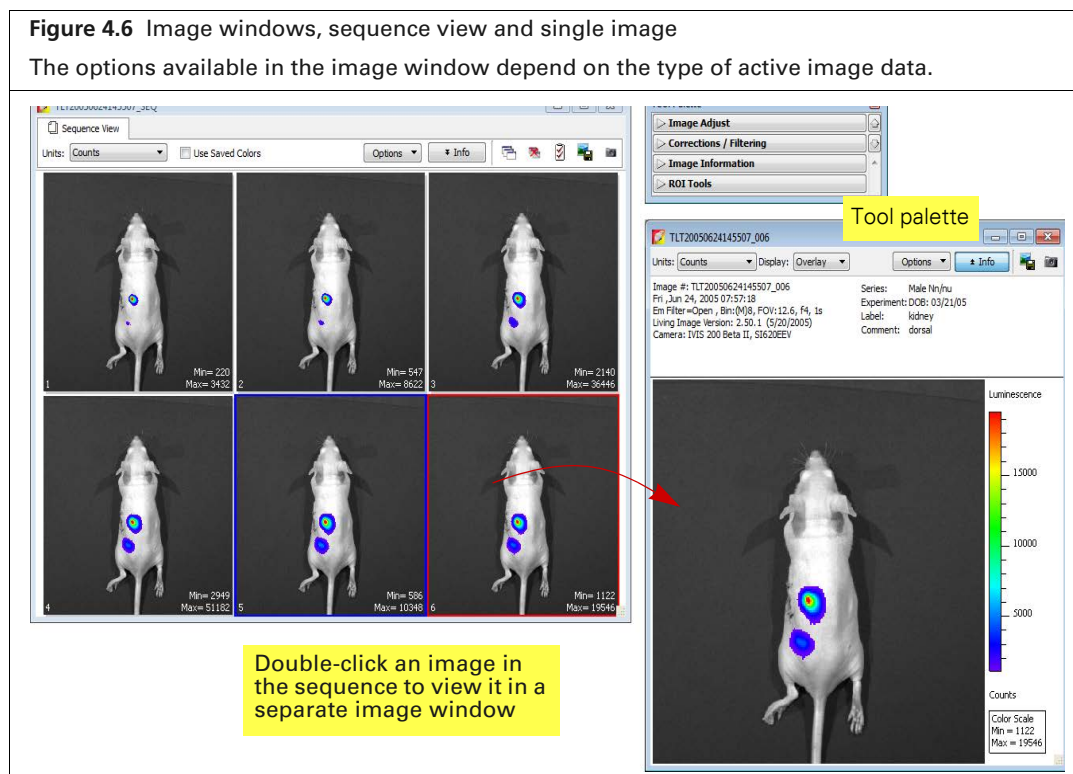 Figure 4.6 Image windows, sequence view and single image
The options available in the image window depend on the type of active image data.
TLT20050624145507_SEQ
Sequence View
Units: Counts Use Saved Colors Options Info
1
Min= 220
Max= 3432
2
Min= 547
Max= 8622
3
Min= 2140
Max= 36446
4
Min= 2949
Max= 51182
5
Min= 586
Max= 10348
6
Min= 1122
Max= 19546
Double-click an image in
the sequence to view it in a
separate image window
Image Adjust
Corrections / Filtering
Image Information
ROI Tools
Tool palette
TLT20050624145507_006
Units: Counts Display: Overlay Options Info
Image #: TLT20050624145507_006
Fri ,Jun 24, 2005 07:57:18
Em Filter=Open , Bin:(M)8, FOV:12.6, f4, 1s
Living Image Version: 2.50.1 (5/20/2005)
Camera: IVIS 200 Beta II, SI620EEV
Series: Male Nn/nu
Experiment: DOB: 03/21/05
Label: kidney
Comment: dorsal
Luminescence
15000
10000
5000
Counts
Color Scale
Min = 1122
Max = 19546